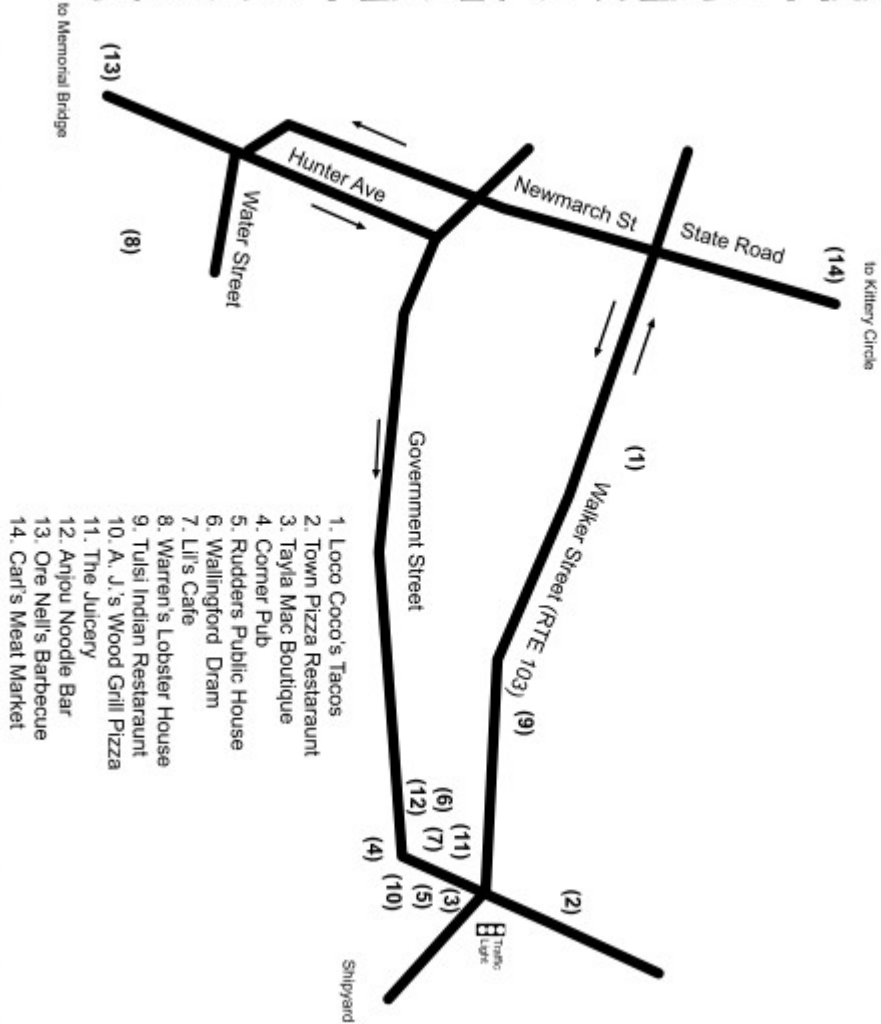 to Kittery Circle
(14)
State Road
(1)
Newmarch St
(2)
Walker Street (RTE 103)
(9)
Traffic
Light
(11)
(3)
(6)
(7)
(5)
(12)
Government Street
(10)
(4)
Shipyard
Hunter Ave
Water Street
(8)
(13)
to Memorial Bridge
1. Loco Coco's Tacos
2. Town Pizza Restaraunt
3. Tayla Mac Boutique
4. Corner Pub
5. Rudders Public House
6. Wallingford Dram
7. Lil's Cafe
8. Warren's Lobster House
9. Tulsi Indian Restaraunt
10. A. J.'s Wood Grill Pizza
11. The Juicery
12. Anjou Noodle Bar
13. Ore Nell's Barbecue
14. Carl's Meat Market